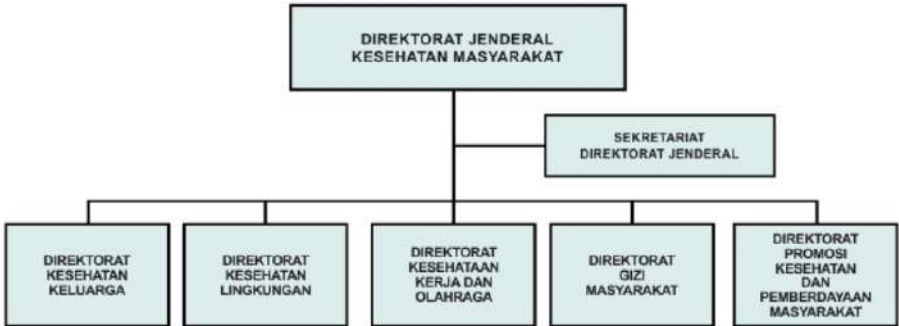 DIREKTORAT JENDERAL
KESEHATAN MASYARAKAT
SEKRETARIAT
DIREKTORAT JENDERAL
DIREKTORAT
KESEHATAN
KELUARGA
DIREKTORAT
KESEHATAN
LINGKUNGAN
DIREKTORAT
KESEHATAAN
KERJA DAN
OLAHRAGA
DIREKTORAT
GIZI
MASYARAKAT
DIREKTORAT
PROMOSI
KESEHATAN
DAN
PEMBERDAYAAN
MASYARAKAT